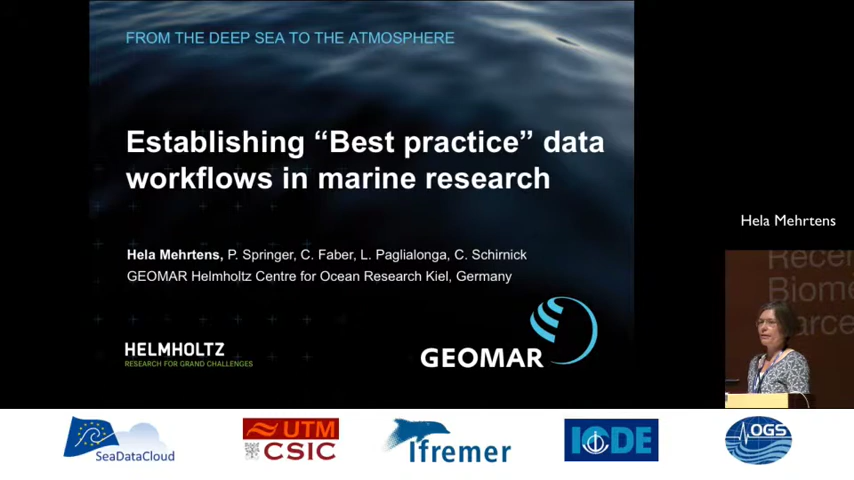 FROM THE DEEP SEA TO THE ATMOSPHERE
Establishing “Best practice” data
workflows in marine research
Hela Mehrtens, P. Springer, C. Faber, L. Paglialonga, C. Schirnick
GEOMAR Helmholtz Centre for Ocean Research Kiel, Germany
HELMHOLTZ
RESEARCH FOR GRAND CHALLENGES
GEOMAR
Hela Mehrtens
SeaDataCloud
UTM
CSIC
Ifremer
IODE
OGS